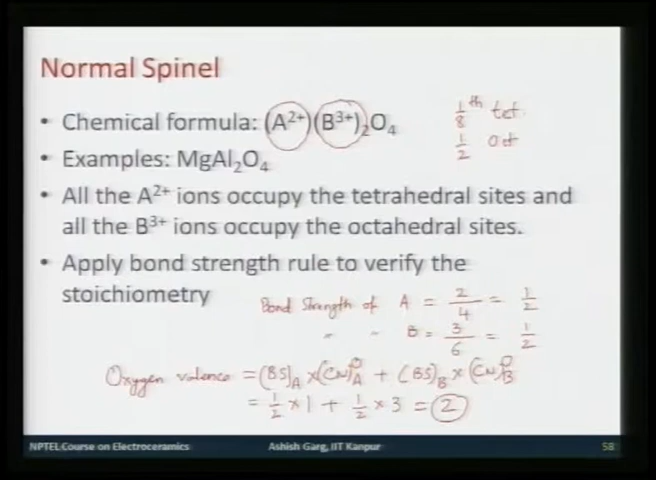 Normal Spinel
• Chemical formula: (A²⁺)(B³⁺)₂O₄
1/8 th tet.
1/2 Oct
• Examples: MgAl₂O₄
• All the A²⁺ ions occupy the tetrahedral sites and
all the B³⁺ ions occupy the octahedral sites.
• Apply bond strength rule to verify the
stoichiometry
Bond Strength of A = 2/4 = 1/2
" " B = 3/6 = 1/2
Oxygen valence = (BS)A × (CN)A^O + (BS)B × (CN)B^O
= 1/2 × 1 + 1/2 × 3 = 2
NPTEL Course on Electroceramics Ashish Garg, IIT Kanpur 58